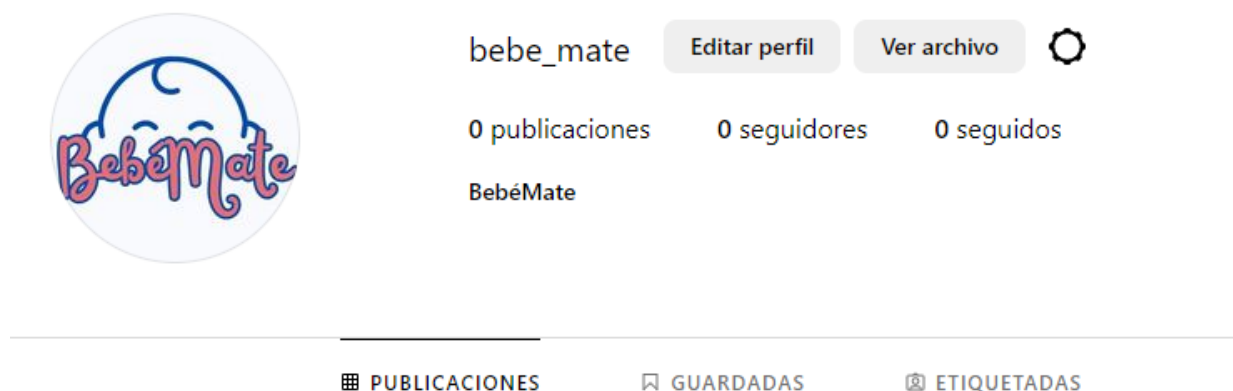 BebéMate
bebe_mate Editar perfil Ver archivo
0 publicaciones 0 seguidores 0 seguidos
BebéMate
PUBLICACIONES GUARDADAS ETIQUETADAS